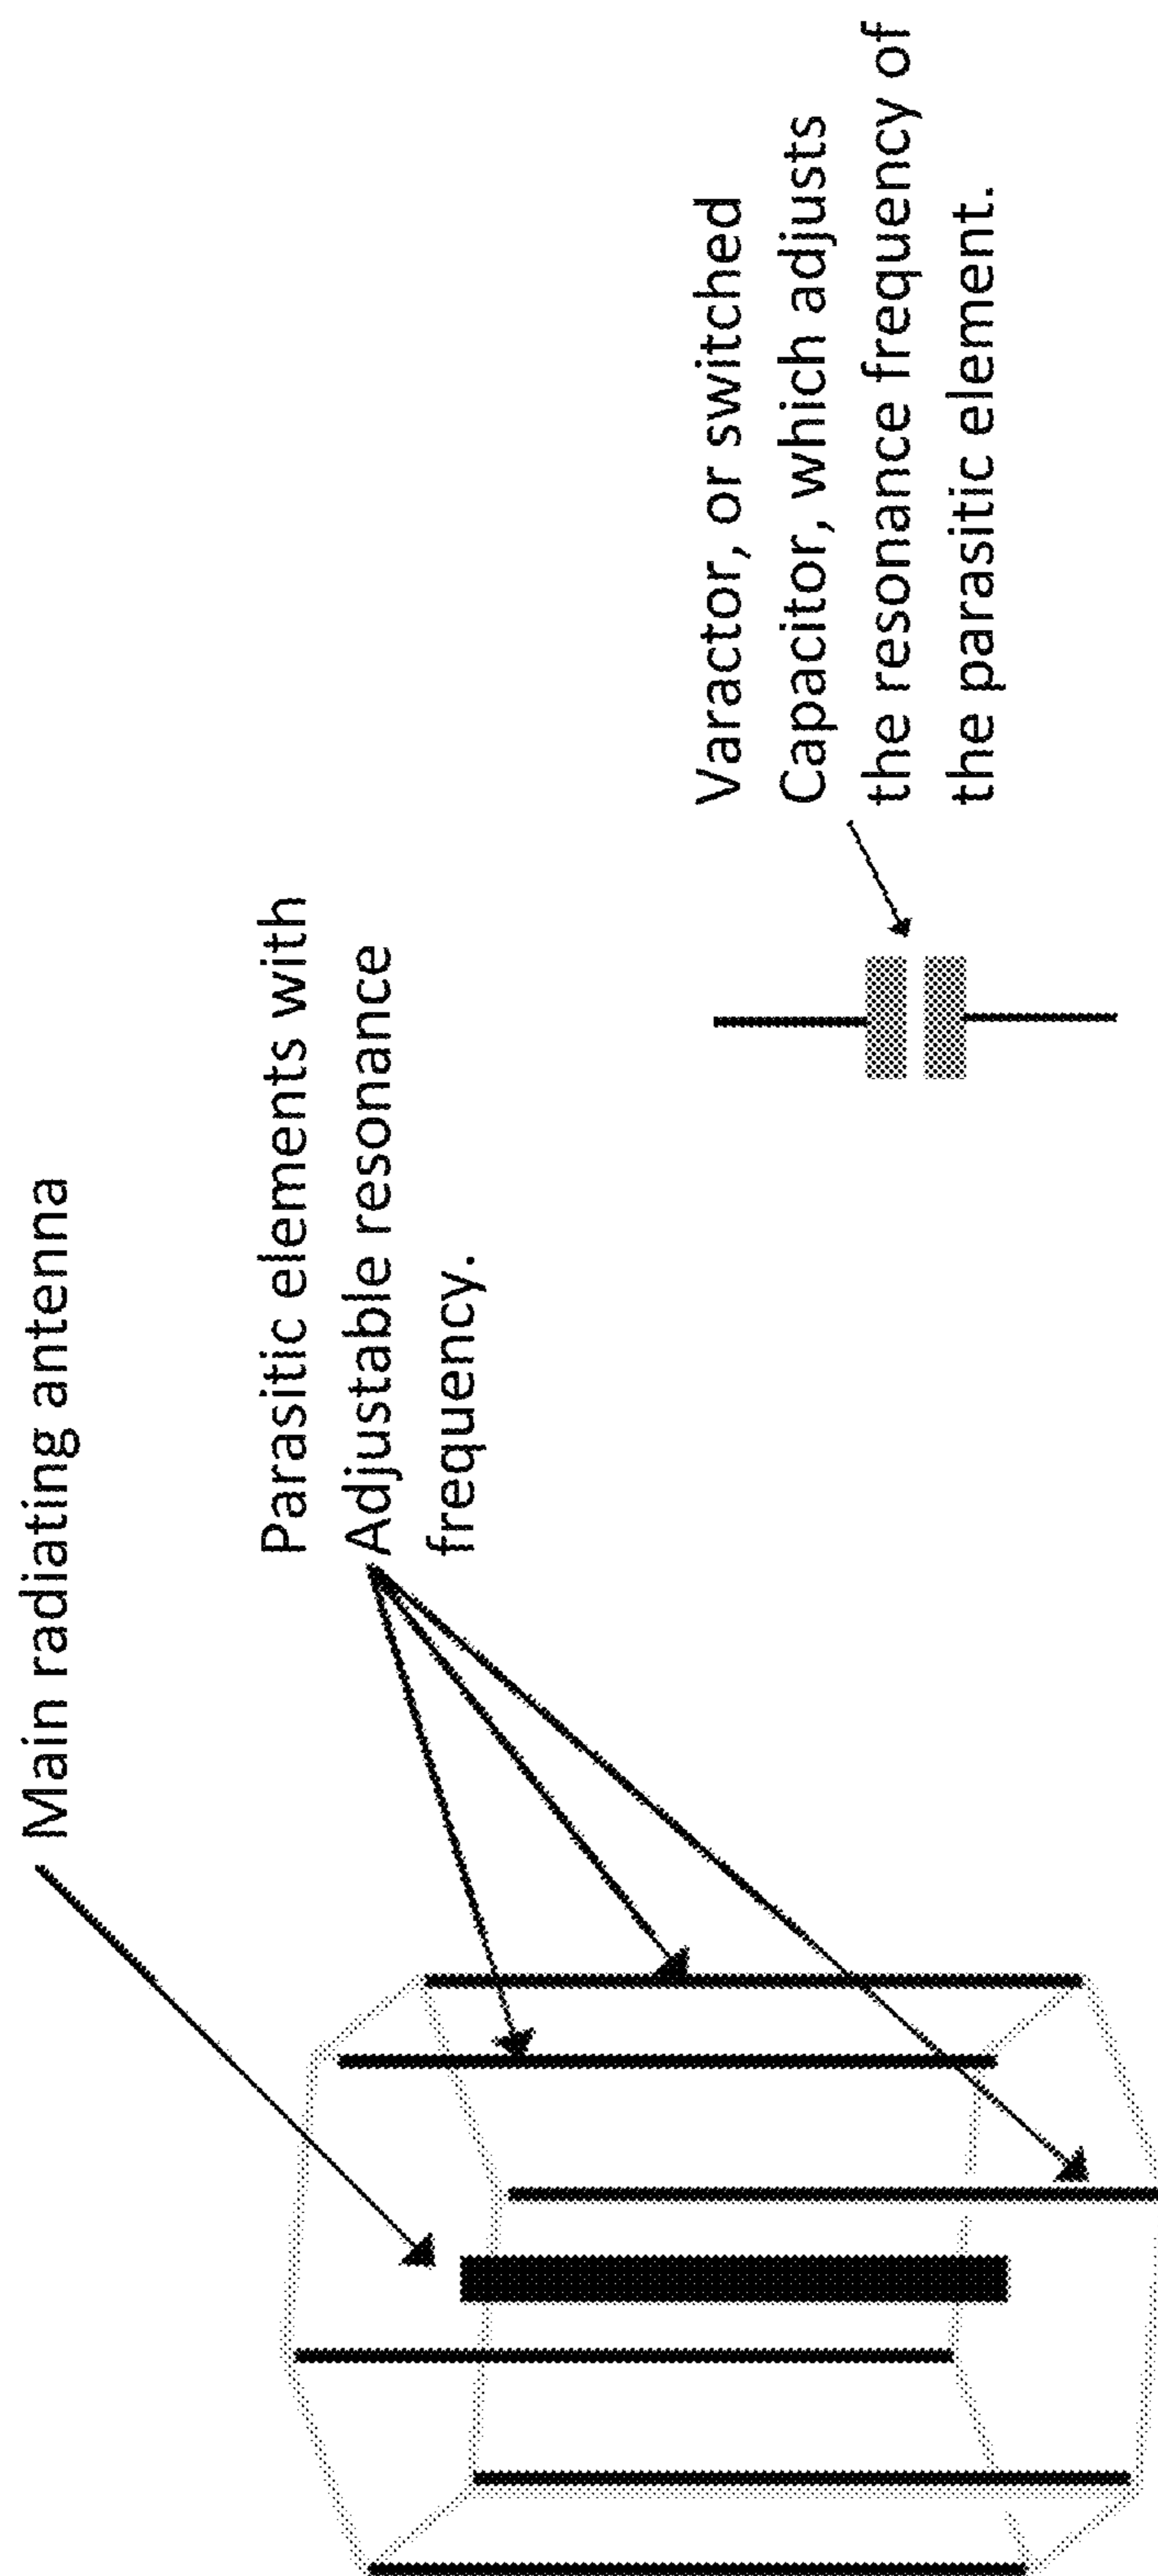 Main radiating antenna
Parasitic elements with
Adjustable resonance
frequency.
Varactor, or switched
Capacitor, which adjusts
the resonance frequency of
the parasitic element.